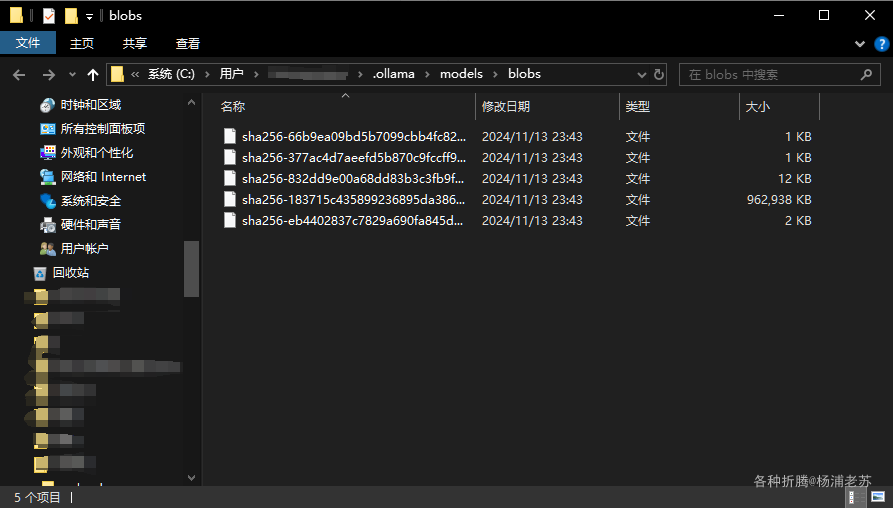 blobs
文件 主页 共享 查看
« 系统 (C:) › 用户 › › .ollama › models › blobs
在 blobs 中搜索
时钟和区域
所有控制面板项
外观和个性化
网络和 Internet
系统和安全
硬件和声音
用户帐户
回收站
名称 修改日期 类型 大小
sha256-66b9ea09bd5b7099cbb4fc82... 2024/11/13 23:43 文件 1 KB
sha256-377ac4d7aeefd5b870c9fccff9... 2024/11/13 23:43 文件 1 KB
sha256-832dd9e00a68dd83b3c3fb9f... 2024/11/13 23:43 文件 12 KB
sha256-183715c435899236895da386... 2024/11/13 23:43 文件 962,938 KB
sha256-eb4402837c7829a690fa845d... 2024/11/13 23:43 文件 2 KB
各种折腾@杨浦老苏
5 个项目